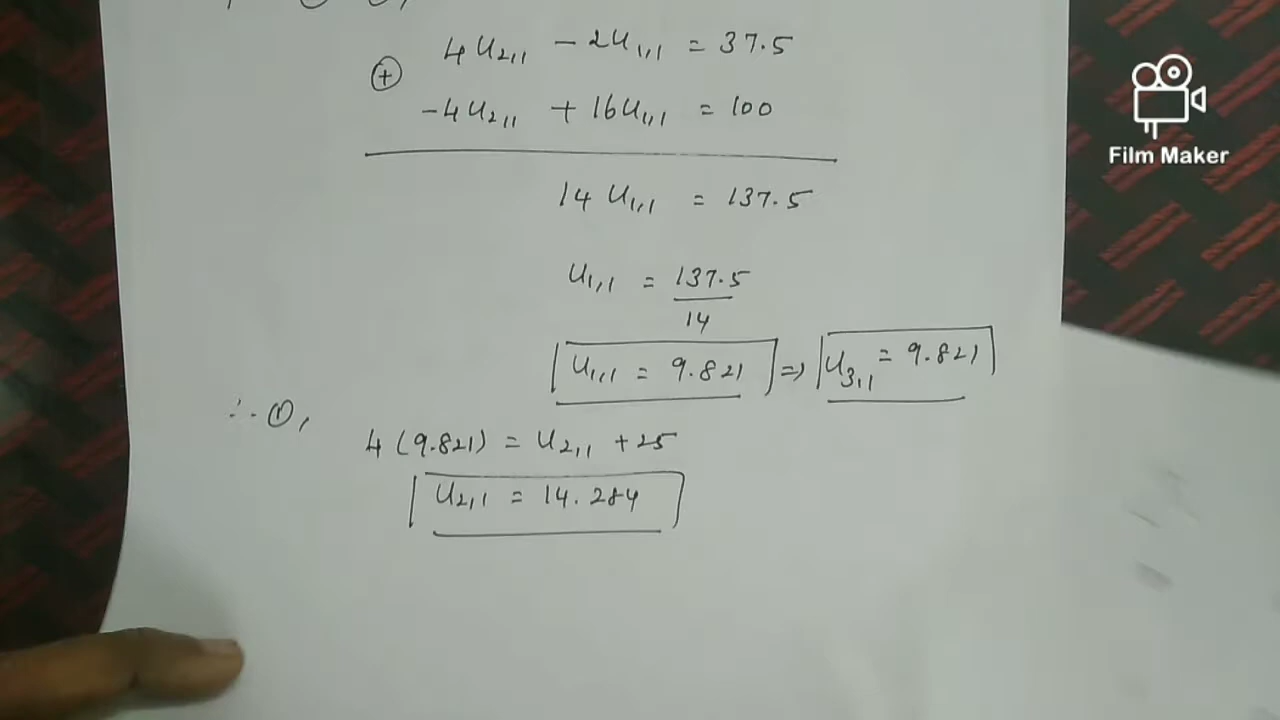 4U2,1 - 2U1,1 = 37.5
⊕
-4U2,1 + 16U1,1 = 100
14U1,1 = 137.5
U1,1 = 137.5
14
U1,1 = 9.821 ⇒ U3,1 = 9.821
∴ ①,
4(9.821) = U2,1 + 25
U2,1 = 14.284
Film Maker